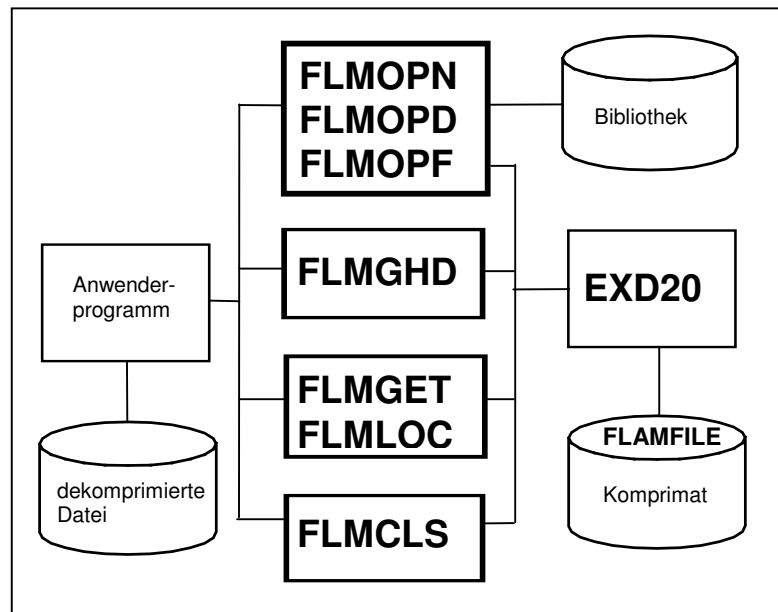 FLMOPN
FLMOPD
FLMOPF
Bibliothek
Anwender-
programm
FLMGHD
EXD20
FLMGET
FLMLOC
FLAMFILE
Komprimat
dekomprimierte
Datei
FLMCLS